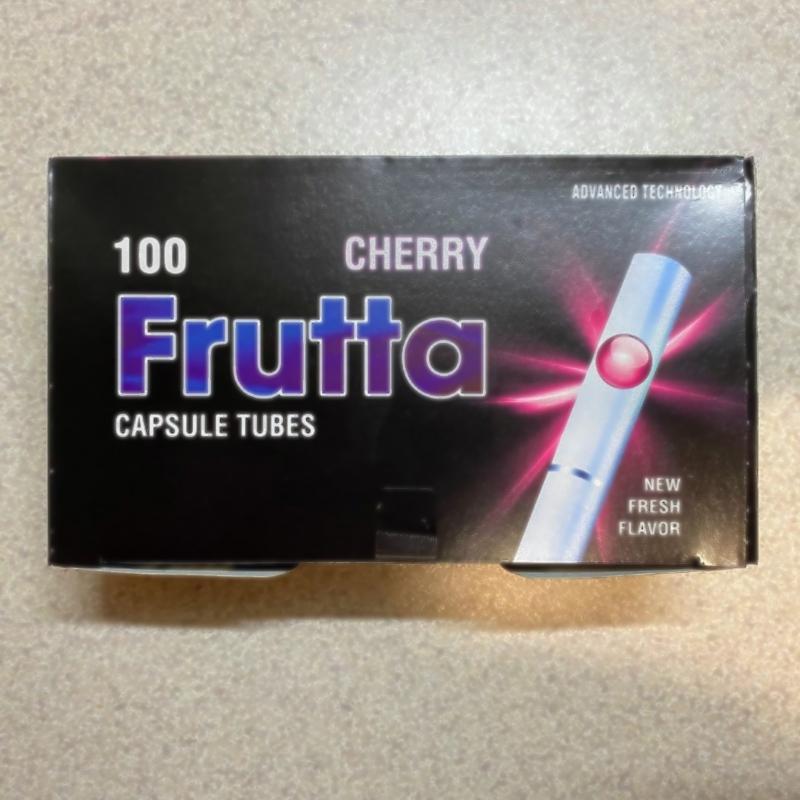 ADVANCED TECHNOLOGY
100 CHERRY
Frutta
CAPSULE TUBES
NEW
FRESH
FLAVOR